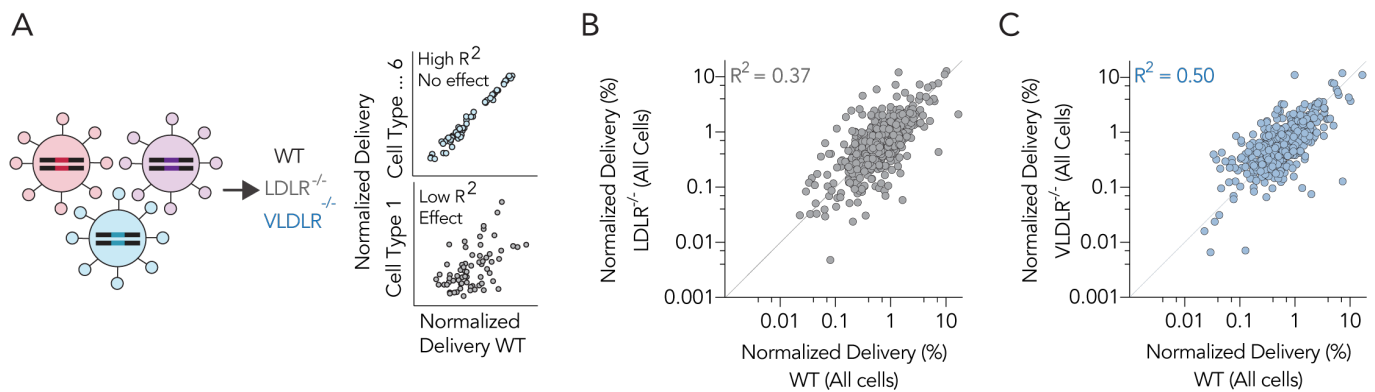 A
WT
LDLR-/-
VLDLR-/-
Normalized Delivery
Cell Type ... 6
Cell Type 1
High R2
No effect
Low R2
Effect
Normalized
Delivery WT
B
Normalized Delivery (%)
LDLR-/- (All Cells)
R2 = 0.37
10
1
0.1
0.01
0.001
0.01
0.1
1
10
Normalized Delivery (%)
WT (All cells)
C
Normalized Delivery (%)
VLDLR-/- (All Cells)
R2 = 0.50
10
1
0.1
0.01
0.001
0.01
0.1
1
10
Normalized Delivery (%)
WT (All cells)